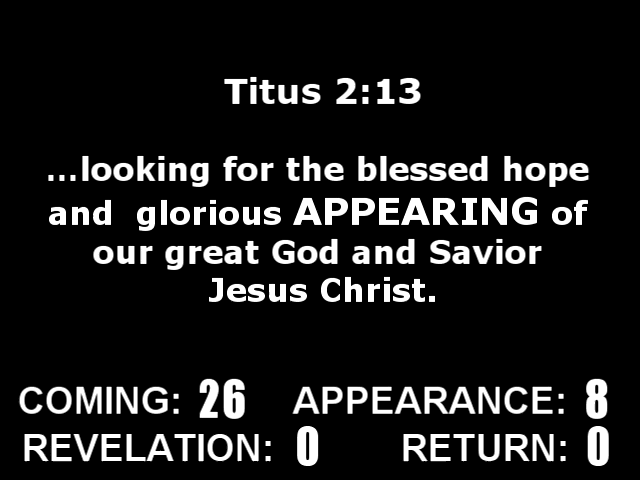 Titus 2:13
...looking for the blessed hope
and glorious APPEARING of
our great God and Savior
Jesus Christ.
COMING: 26 APPEARANCE: 8
REVELATION: 0 RETURN: 0